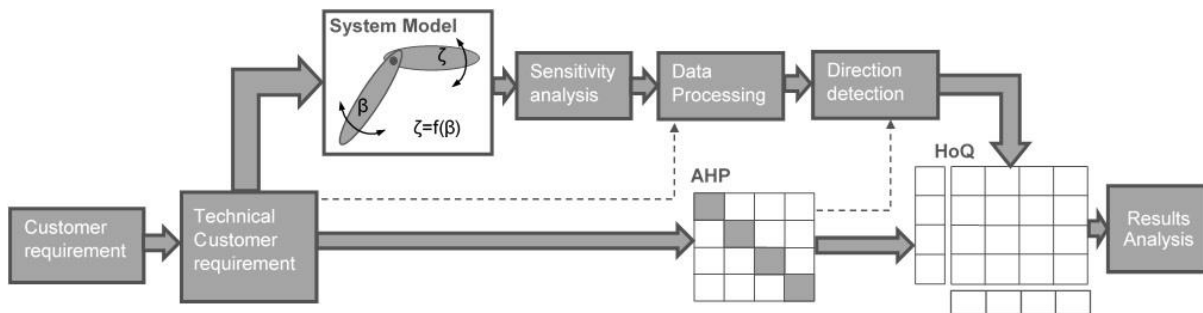 System Model
ζ
β
ζ=f(β)
Sensitivity
analysis
Data
Processing
Direction
detection
HoQ
AHP
Customer
requirement
Technical
Customer
requirement
Results
Analysis